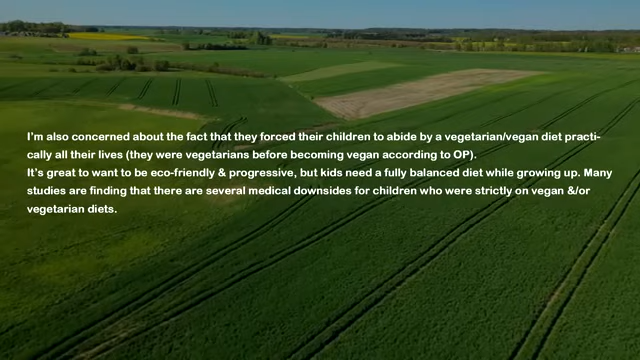 I'm also concerned about the fact that they forced their children to abide by a vegetarian/vegan diet practi-
cally all their lives (they were vegetarians before becoming vegan according to OP).
It's great to want to be eco-friendly & progressive, but kids need a fully balanced diet while growing up. Many
studies are finding that there are several medical downsides for children who were strictly on vegan &/or
vegetarian diets.